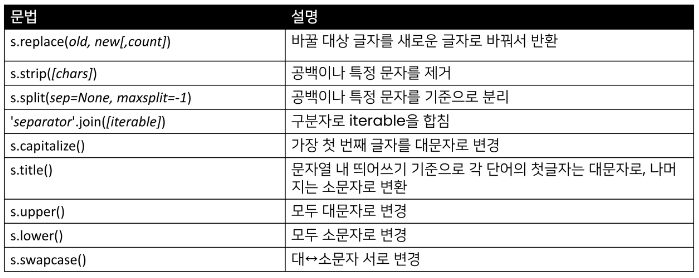 문법 설명
s.replace(old, new[,count]) 바꿀 대상 글자를 새로운 글자로 바꿔서 반환
s.strip([chars]) 공백이나 특정 문자를 제거
s.split(sep=None, maxsplit=-1) 공백이나 특정 문자를 기준으로 분리
'separator'.join([iterable]) 구분자로 iterable을 합침
s.capitalize() 가장 첫 번째 글자를 대문자로 변경
s.title() 문자열 내 띄어쓰기 기준으로 각 단어의 첫글자는 대문자로, 나머
지는 소문자로 변환
s.upper() 모두 대문자로 변경
s.lower() 모두 소문자로 변경
s.swapcase() 대↔소문자 서로 변경